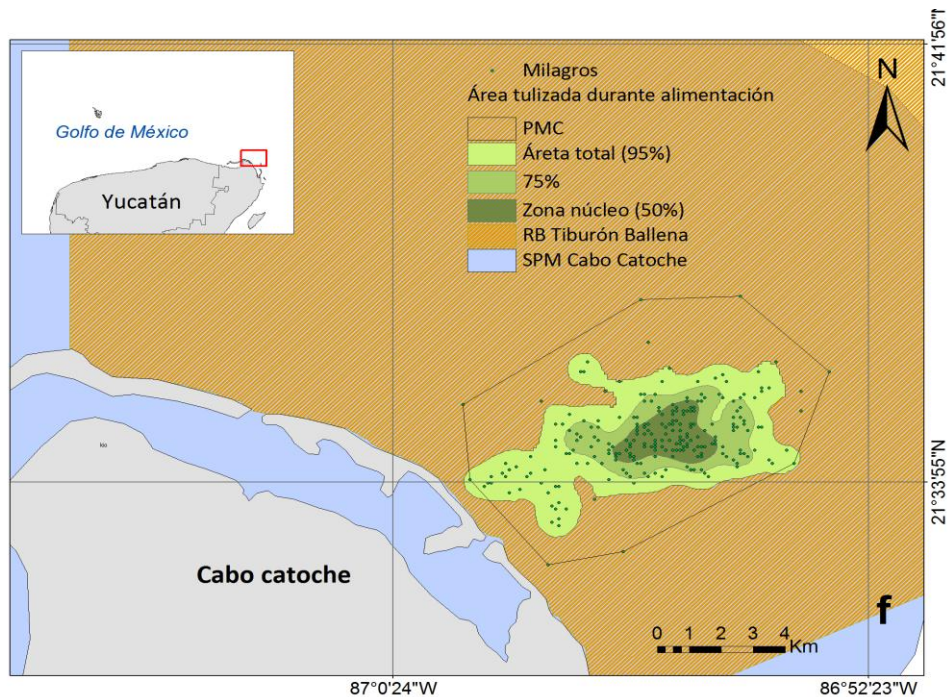 Golfo de México
Yucatán
Milagros
Área tulizada durante alimentación
PMC
Áreta total (95%)
75%
Zona núcleo (50%)
RB Tiburón Ballena
SPM Cabo Catoche
N
21°41'56"
21°33'55"N
Cabo catoche
f
0 1 2 3 4
Km
87°0'24"W
86°52'23"W